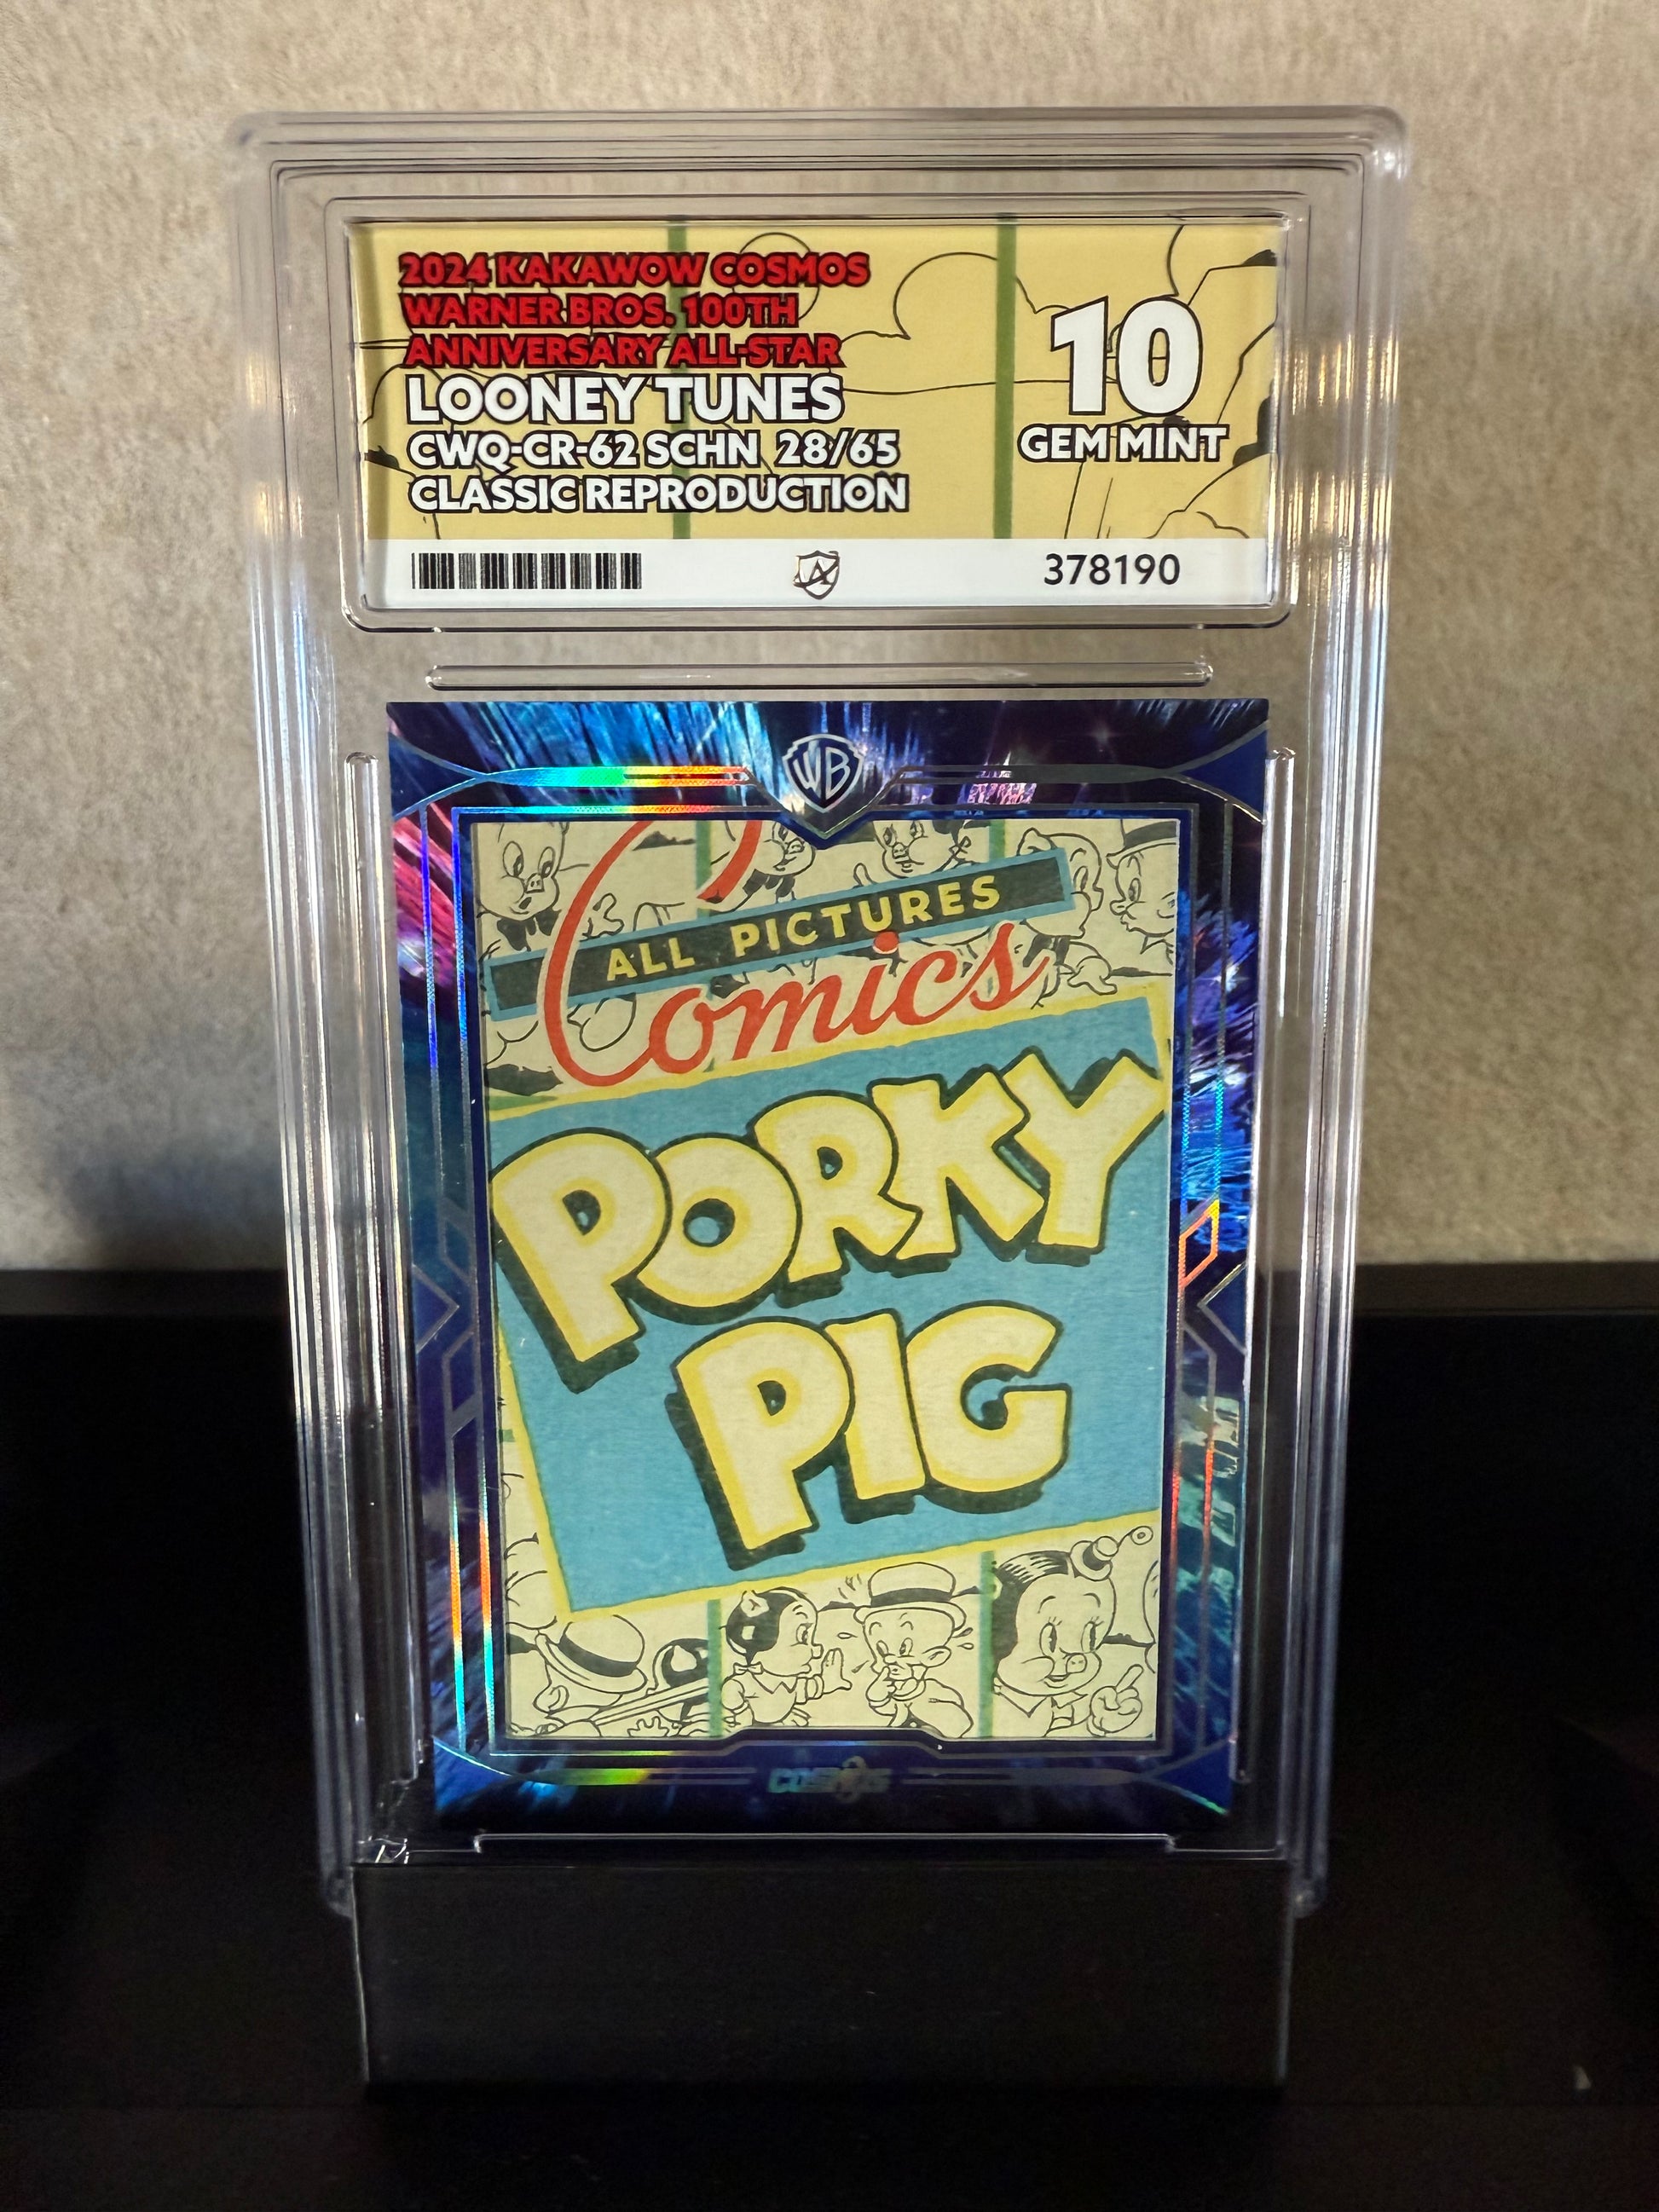 2024 KAKAWOW COSMOS
WARNER BROS. 100TH
ANNIVERSARY ALL-STAR
LOONEY TUNES
CWQ-CR-62 SCHN 28/65
CLASSIC REPRODUCTION
10
GEM MINT
378190
WB
ALL PICTURES
Comics
PORKY
PIG
COSMOS